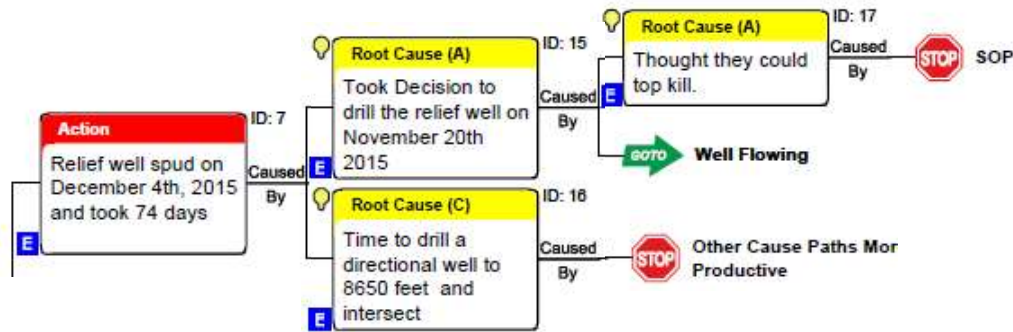 Action
ID: 7
Relief well spud on
December 4th, 2015
and took 74 days
E
Caused
By
Root Cause (A)
ID: 15
Took Decision to
drill the relief well on
November 20th
2015
E
Caused
By
Root Cause (A)
ID: 17
Thought they could
top kill.
E
Caused
By
STOP
SOP
GOTO
Well Flowing
Root Cause (C)
ID: 16
Time to drill a
directional well to
8650 feet and
intersect
E
Caused
By
STOP
Other Cause Paths Mor
Productive